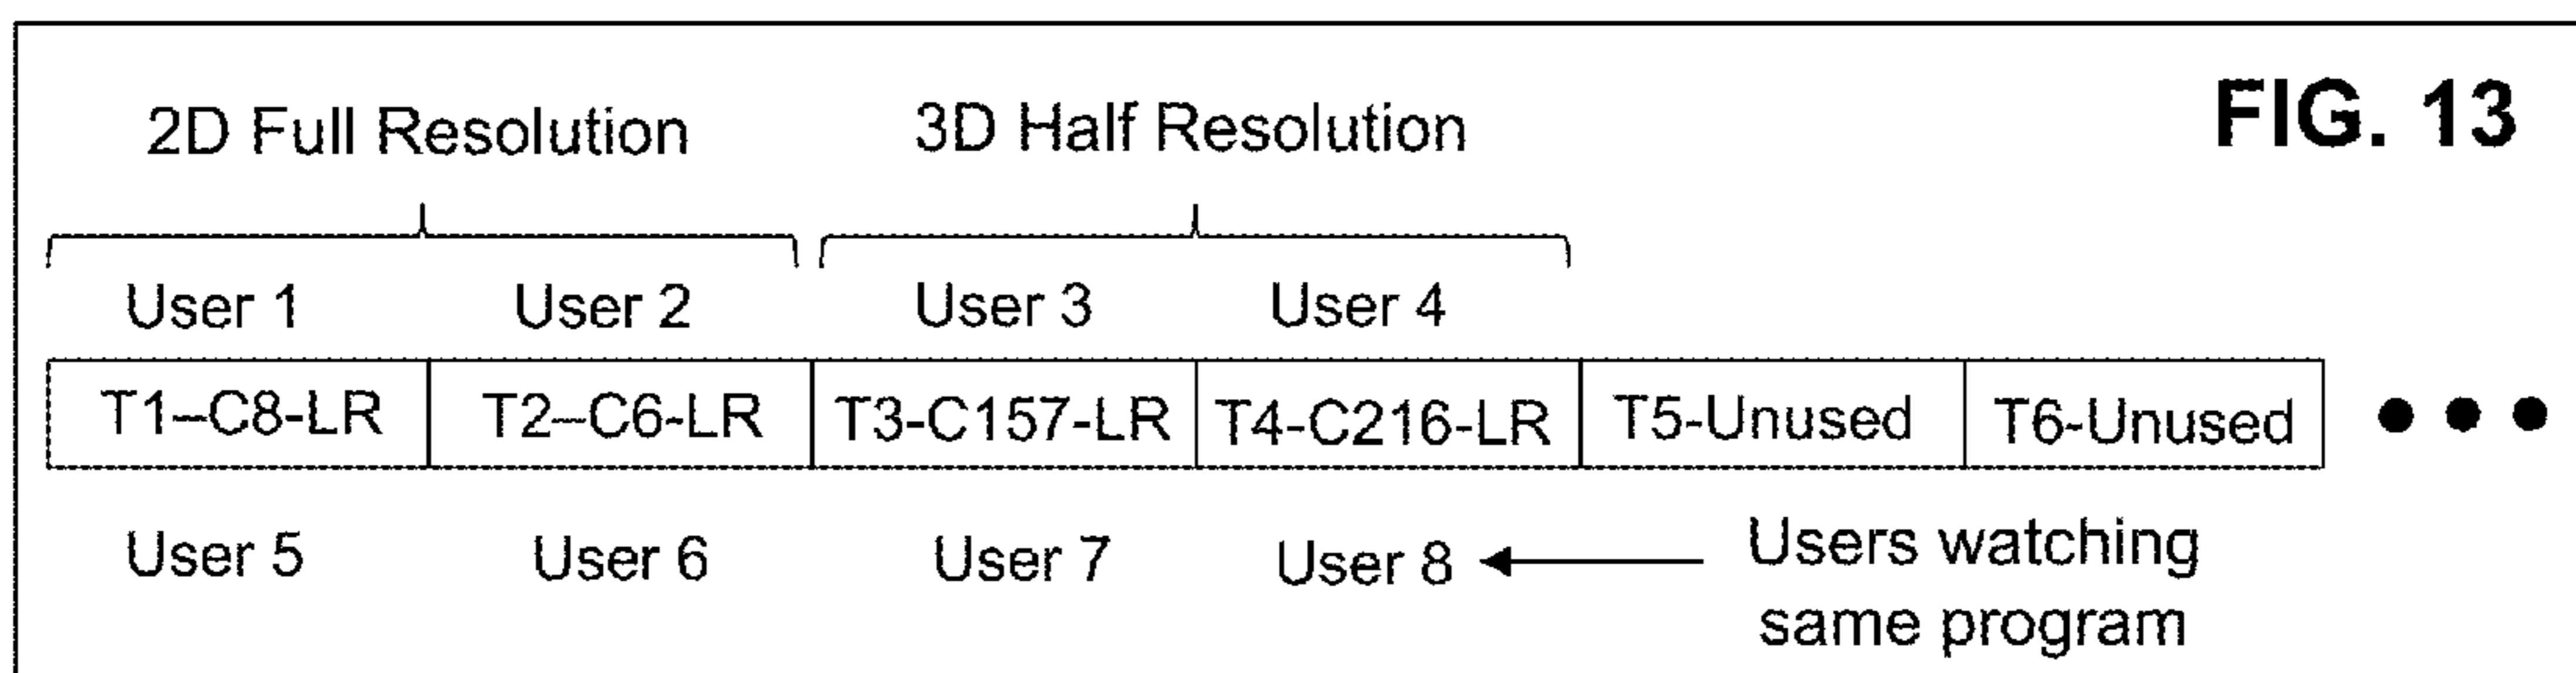 FIG. 13
2D Full Resolution 3D Half Resolution
User 1 User 2 User 3 User 4
T1–C8-LR T2–C6-LR T3-C157-LR T4-C216-LR T5-Unused T6-Unused
User 5 User 6 User 7 User 8 Users watching
same program